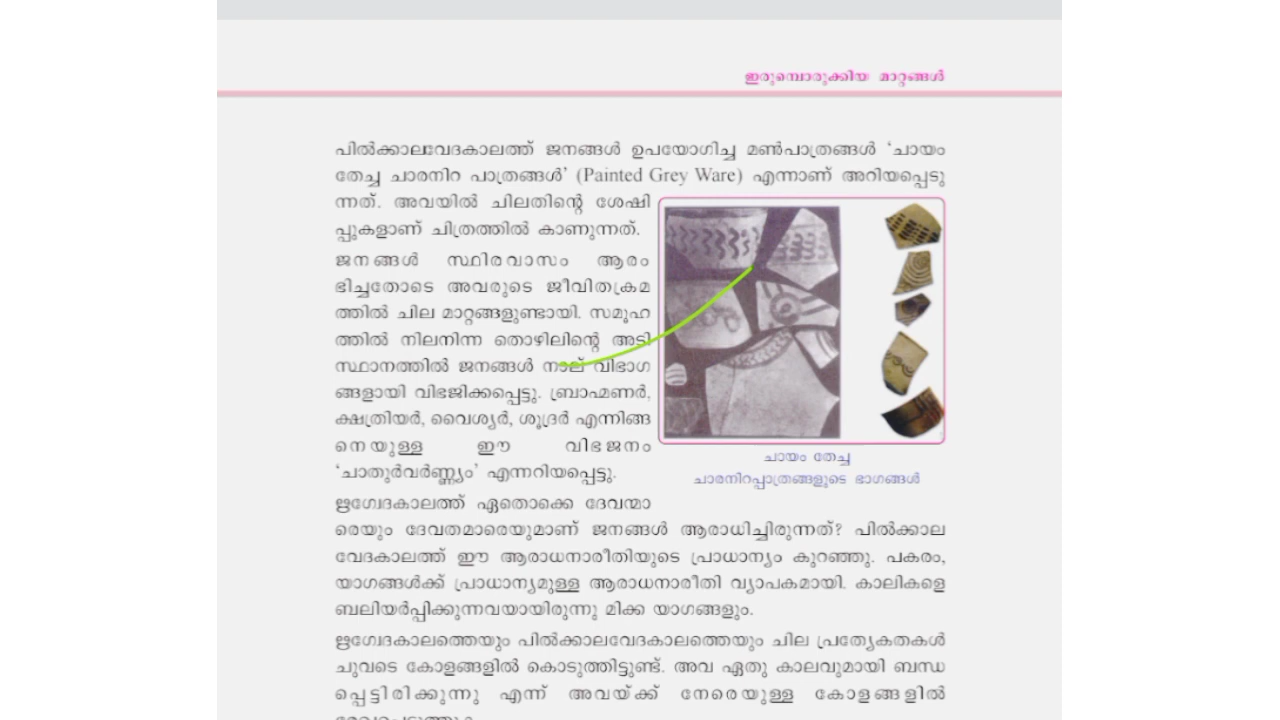 ഇരുമ്പൊരുക്കിയ മാറ്റങ്ങൾ
പിൽക്കാലവേദകാലത്ത് ജനങ്ങൾ ഉപയോഗിച്ച മൺപാത്രങ്ങൾ ‘ചായം
തേച്ച ചാരനിറ പാത്രങ്ങൾ’ (Painted Grey Ware) എന്നാണ് അറിയപ്പെടു
ന്നത്. അവയിൽ ചിലതിന്റെ ശേഷി
പ്പുകളാണ് ചിത്രത്തിൽ കാണുന്നത്.
ജനങ്ങൾ സ്ഥിരവാസം ആരം
ഭിച്ചതോടെ അവരുടെ ജീവിതക്രമ
ത്തിൽ ചില മാറ്റങ്ങളുണ്ടായി. സമൂഹ
ത്തിൽ നിലനിന്ന തൊഴിലിന്റെ അടി
സ്ഥാനത്തിൽ ജനങ്ങൾ നാല് വിഭാഗ
ങ്ങളായി വിഭജിക്കപ്പെട്ടു. ബ്രാഹ്മണർ,
ക്ഷത്രിയർ, വൈശ്യർ, ശൂദ്രർ എന്നിങ്ങ
നെയുള്ള ഈ വിഭജനം
‘ചാതുർവർണ്ണ്യം’ എന്നറിയപ്പെട്ടു.
ചായം തേച്ച
ചാരനിറപ്പാത്രങ്ങളുടെ ഭാഗങ്ങൾ
ഋഗ്വേദകാലത്ത് ഏതൊക്കെ ദേവന്മാ
രെയും ദേവതമാരെയുമാണ് ജനങ്ങൾ ആരാധിച്ചിരുന്നത്? പിൽക്കാല
വേദകാലത്ത് ഈ ആരാധനാരീതിയുടെ പ്രാധാന്യം കുറഞ്ഞു. പകരം,
യാഗങ്ങൾക്ക് പ്രാധാന്യമുള്ള ആരാധനാരീതി വ്യാപകമായി. കാലികളെ
ബലിയർപ്പിക്കുന്നവയായിരുന്നു മിക്ക യാഗങ്ങളും.
ഋഗ്വേദകാലത്തെയും പിൽക്കാലവേദകാലത്തെയും ചില പ്രത്യേകതകൾ
ചുവടെ കോളങ്ങളിൽ കൊടുത്തിട്ടുണ്ട്. അവ ഏതു കാലവുമായി ബന്ധ
പ്പെട്ടിരിക്കുന്നു എന്ന് അവയ്ക്ക് നേരെയുള്ള കോളങ്ങളിൽ